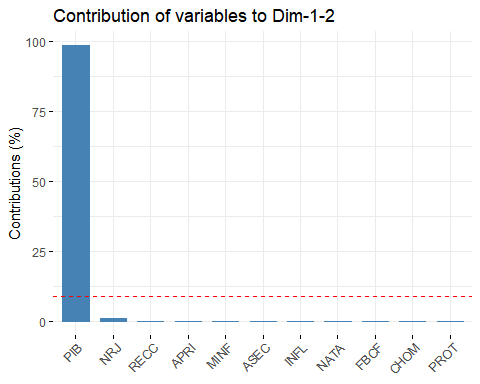 Contribution of variables to Dim-1-2
Contributions (%)
100
75
50
25
0
PIB
NRJ
RECC
APRI
MINF
ASEC
INFL
NATA
FBCF
CHOM
PROT